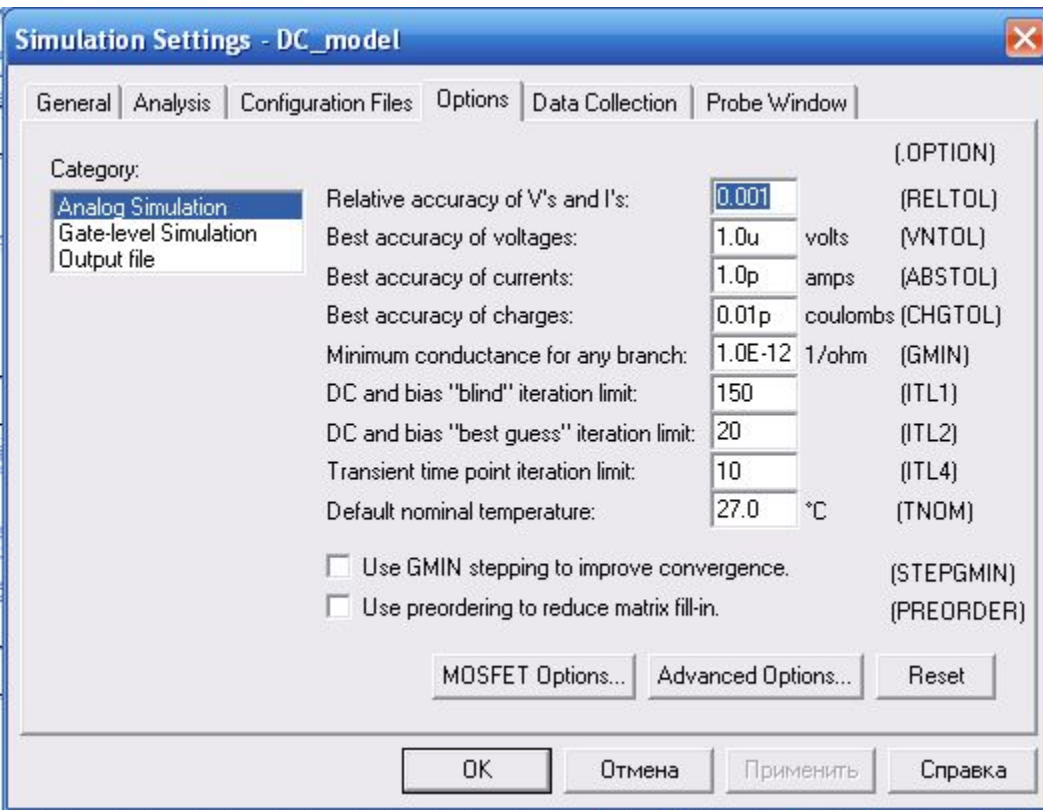 Simulation Settings - DC_model
General Analysis Configuration Files Options Data Collection Probe Window
(.OPTION)
Category:
Analog Simulation
Gate-level Simulation
Output file
Relative accuracy of V's and I's: 0.001 (RELTOL)
Best accuracy of voltages: 1.0u volts (VNTOL)
Best accuracy of currents: 1.0p amps (ABSTOL)
Best accuracy of charges: 0.01p coulombs (CHGTOL)
Minimum conductance for any branch: 1.0E-12 1/ohm (GMIN)
DC and bias "blind" iteration limit: 150 (ITL1)
DC and bias "best guess" iteration limit: 20 (ITL2)
Transient time point iteration limit: 10 (ITL4)
Default nominal temperature: 27.0 °C (TNOM)
Use GMIN stepping to improve convergence. (STEPGMIN)
Use preordering to reduce matrix fill-in. (PREORDER)
MOSFET Options... Advanced Options... Reset
OK Отмена Применить Справка